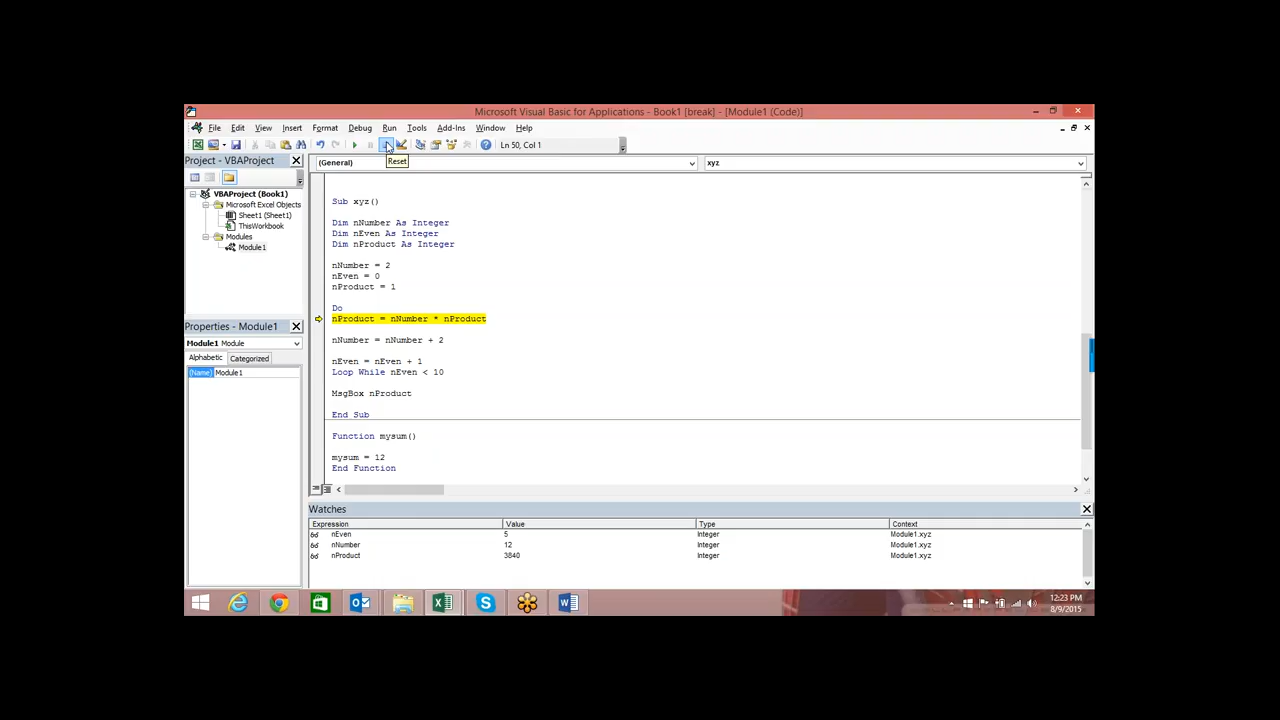 Microsoft Visual Basic for Applications - Book1 [break] - [Module1 (Code)]
File Edit View Insert Format Debug Run Tools Add-Ins Window Help
Ln 50, Col 1
Reset
Project - VBAProject
(General)
xyz
VBAProject (Book1)
Microsoft Excel Objects
Sheet1 (Sheet1)
ThisWorkbook
Modules
Module1
Sub xyz()
Dim nNumber As Integer
Dim nEven As Integer
Dim nProduct As Integer
nNumber = 2
nEven = 0
nProduct = 1
Do
nProduct = nNumber * nProduct
nNumber = nNumber + 2
nEven = nEven + 1
Loop While nEven < 10
MsgBox nProduct
End Sub
Function mysum()
mysum = 12
End Function
Properties - Module1
Module1 Module
Alphabetic Categorized
(Name) Module1
Watches
Expression Value Type Context
nEven 5 Integer Module1.xyz
nNumber 12 Integer Module1.xyz
nProduct 3840 Integer Module1.xyz
12:23 PM
8/9/2015